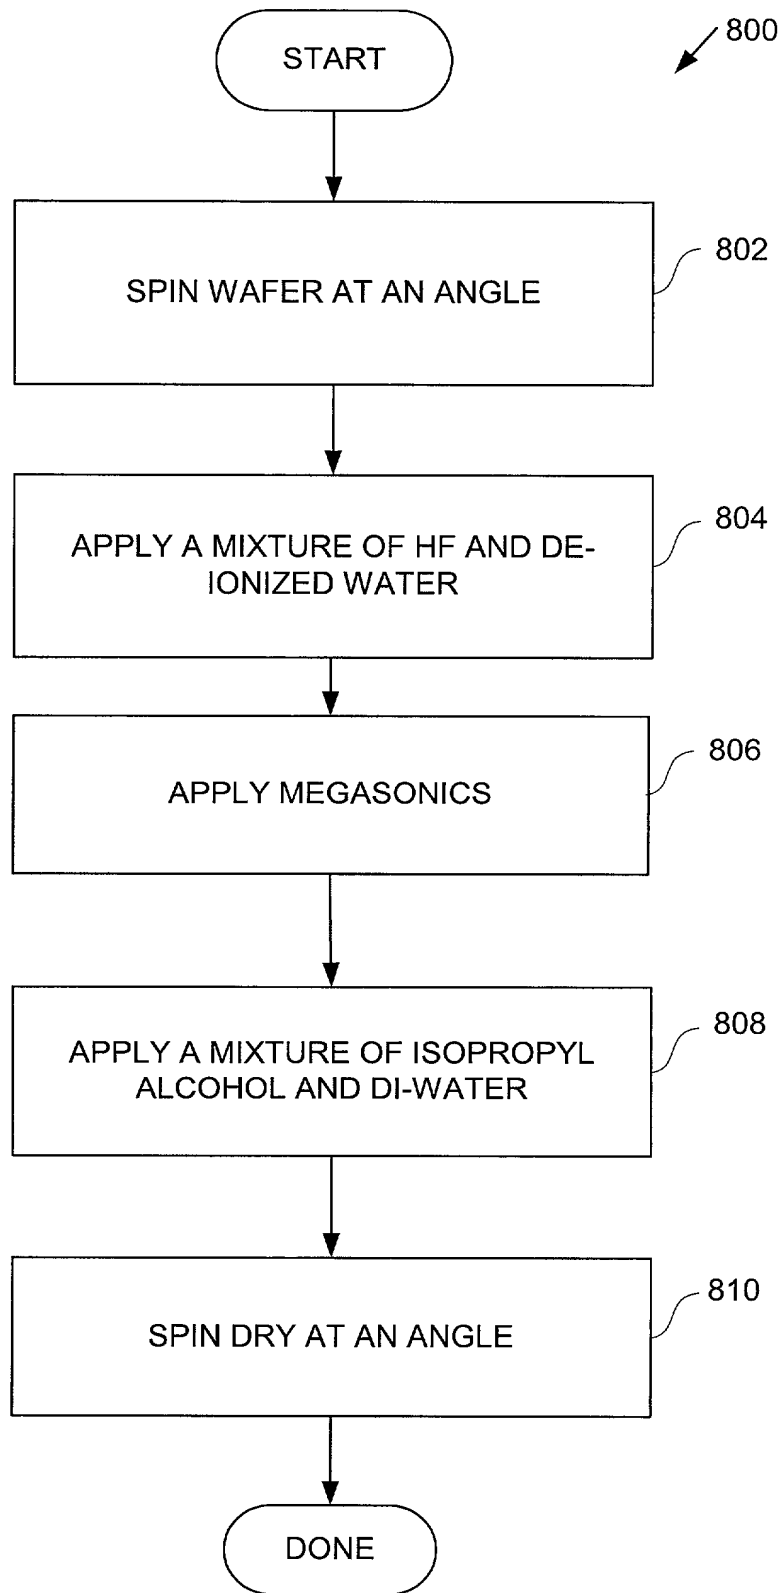 START
800
802
SPIN WAFER AT AN ANGLE
804
APPLY A MIXTURE OF HF AND DE-
IONIZED WATER
806
APPLY MEGASONICS
808
APPLY A MIXTURE OF ISOPROPYL
ALCOHOL AND DI-WATER
810
SPIN DRY AT AN ANGLE
DONE